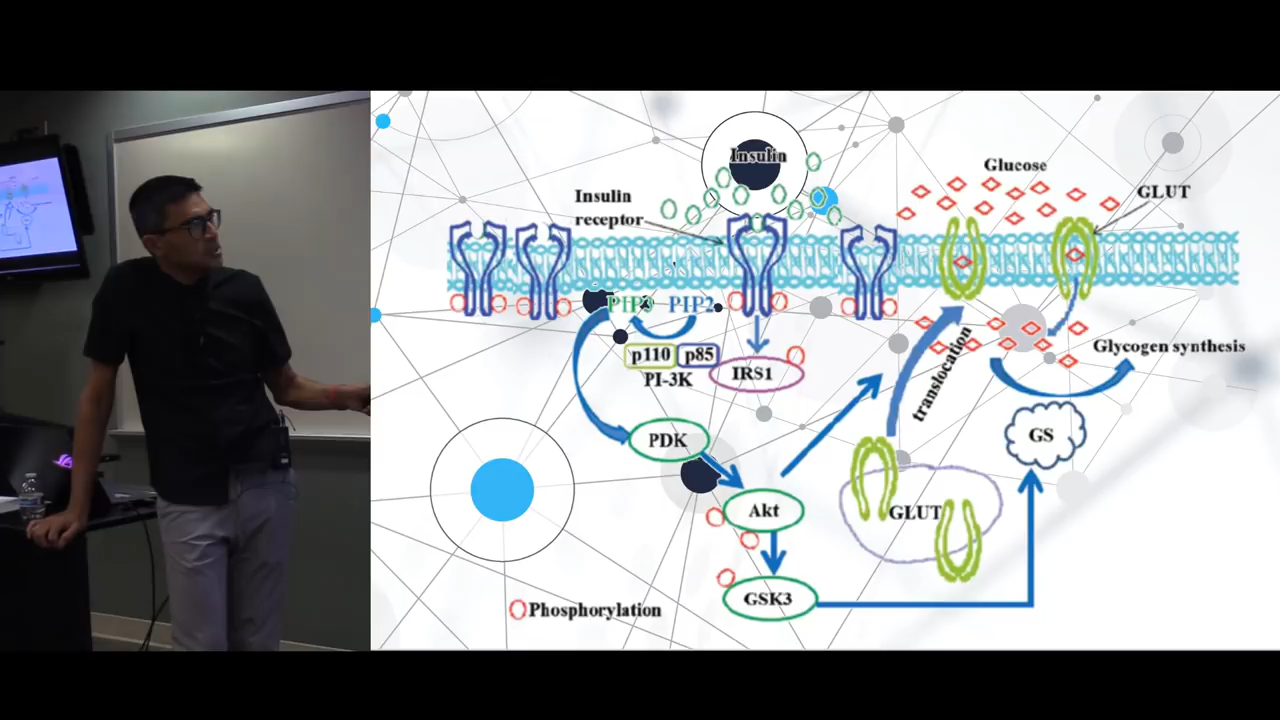 Insulin
Insulin
receptor
Glucose
GLUT
PIP3
PIP2
p110
p85
PI-3K
IRS1
translocation
Glycogen synthesis
PDK
GS
Akt
GLUT
GSK3
Phosphorylation